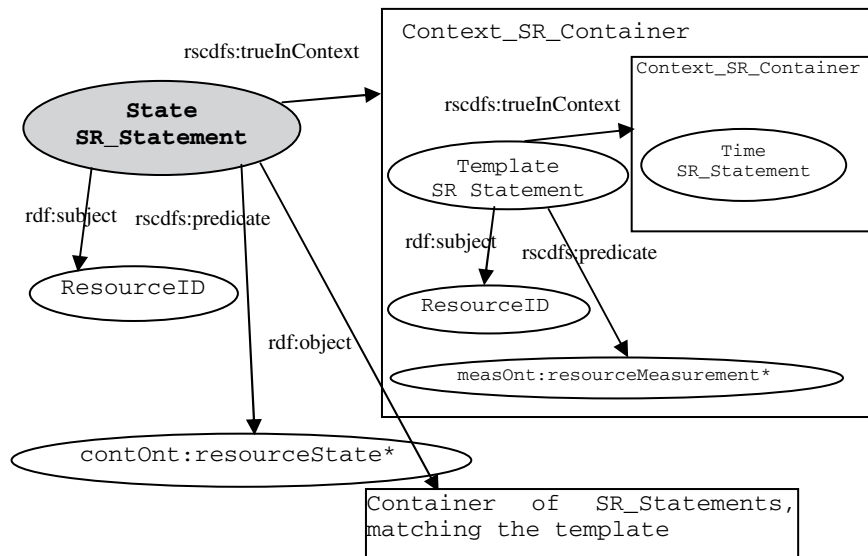 Context_SR_Container
rscdfs:trueInContext
Context_SR_Container
State
SR_Statement
rscdfs:trueInContext
Time
SR_Statement
Template
SR Statement
rdf:subject
rscdfs:predicate
rdf:subject
rscdfs:predicate
ResourceID
ResourceID
rdf:object
measOnt:resourceMeasurement*
contOnt:resourceState*
Container of SR_Statements,
matching the template